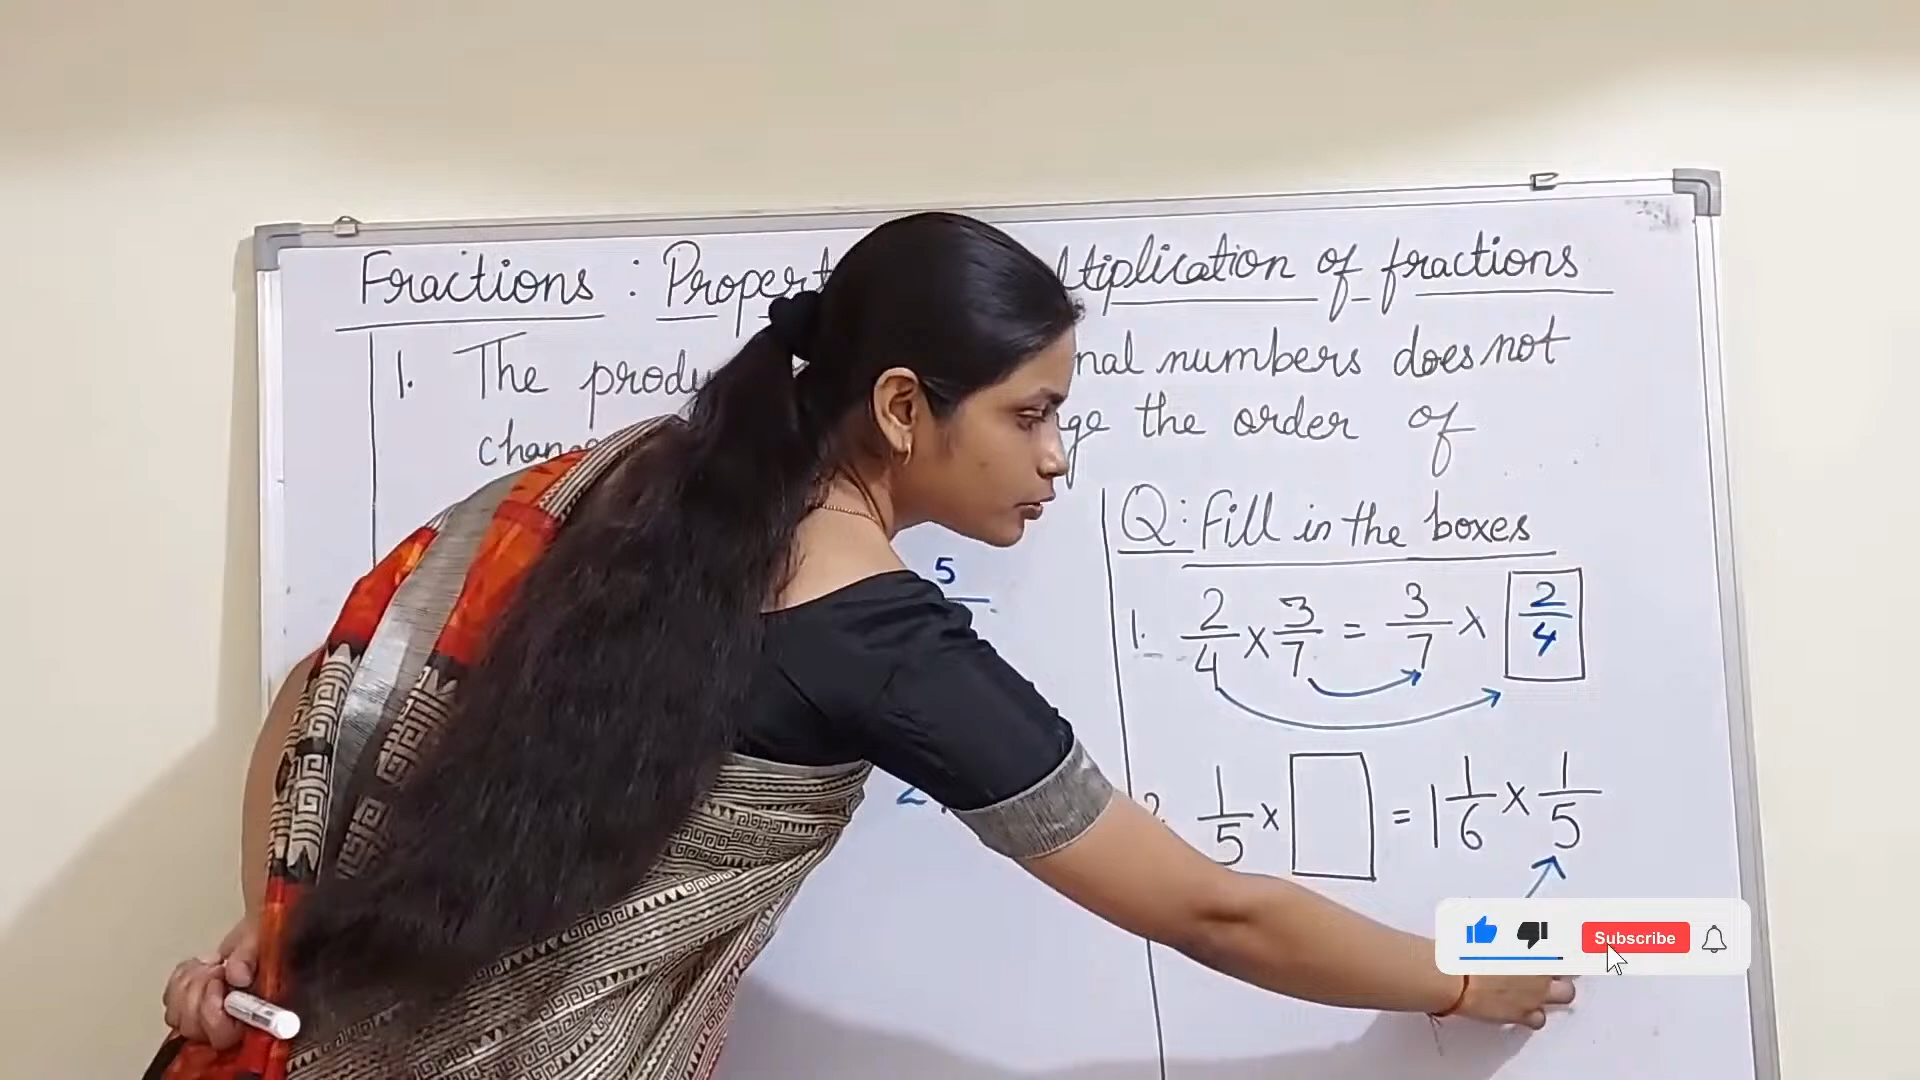 Fractions : Propert ltiplication of fractions
1. The produ nal numbers does not
chan ge the order of
Q: Fill in the boxes
5
1. 2/4 × 3/7 = 3/7 × 2/4
2. 1/5 × = 1 1/6 × 1/5
2
Subscribe